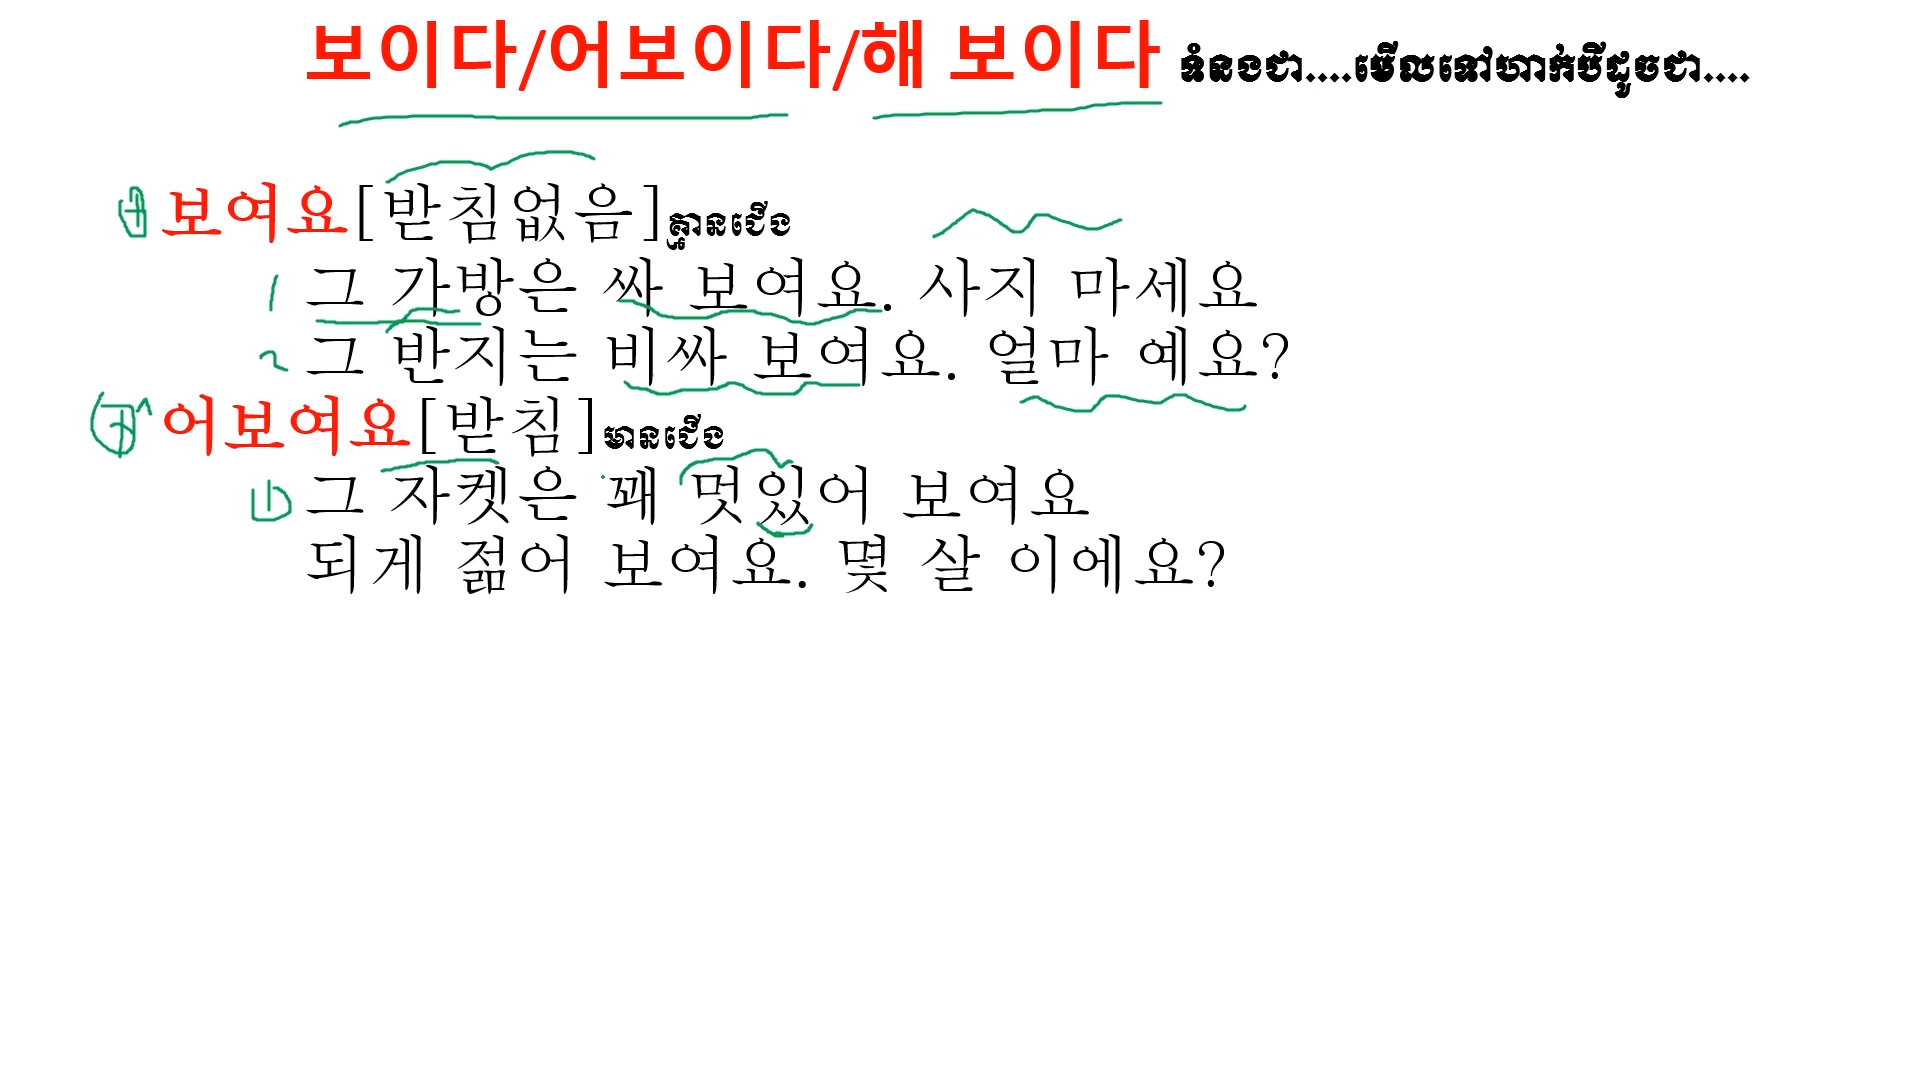 보이다/어보이다/해 보이다 ទំនងជា....មើលទៅហាក់បីដូចជា....
보여요[받침없음]គ្មានជើង
1 그 가방은 싸 보여요. 사지 마세요
2 그 반지는 비싸 보여요. 얼마 예요?
어보여요[받침]មានជើង
그 자켓은 꽤 멋있어 보여요
되게 젊어 보여요. 몇 살 이에요?